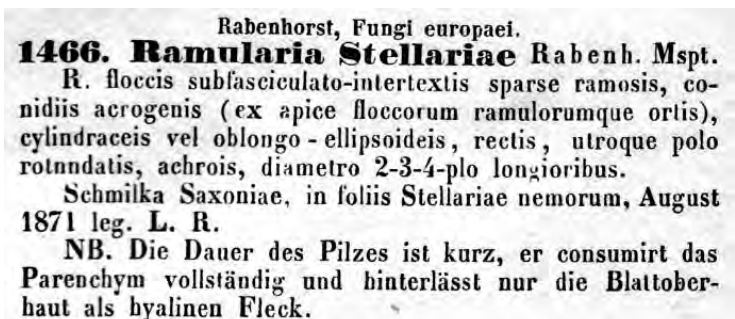 Rabenhorst, Fungi europaei.
1466. Ramularia Stellariae Rabenh. Mspt.
R. floccis subfasciculato-intertextis sparse ramosis, co-
nidiis acrogenis (ex apice floccorum ramulorumque ortis),
cylindraceis vel oblongo-ellipsoideis, rectis, utroque polo
rotnndatis, achrois, diametro 2-3-4-plo longioribus.
Schmilka Saxoniae, in foliis Stellariae nemorum, August
1871 leg. L. R.
NB. Die Dauer des Pilzes ist kurz, er consumirt das
Parenchym vollständig und hinterlässt nur die Blattober-
haut als hyalinen Fleck.